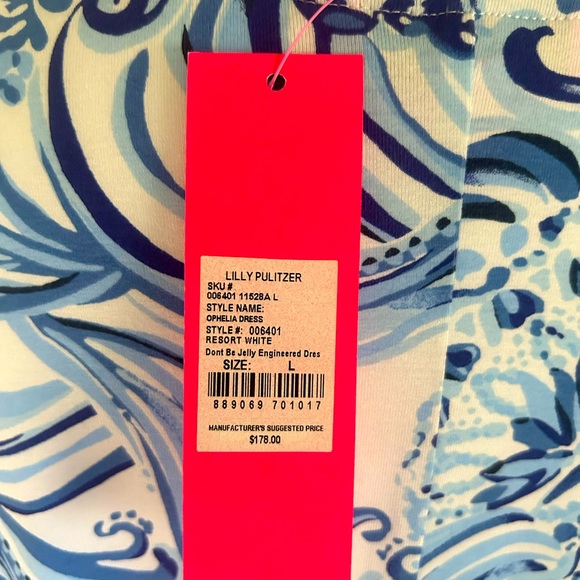 LILLY PULITZER
SKU #:
006401 11528A L
STYLE NAME:
OPHELIA DRESS
STYLE #: 006401
RESORT WHITE
Dont Be Jelly Engineered Dres
SIZE: L
889069 701017
MANUFACTURER'S SUGGESTED PRICE
$178.00